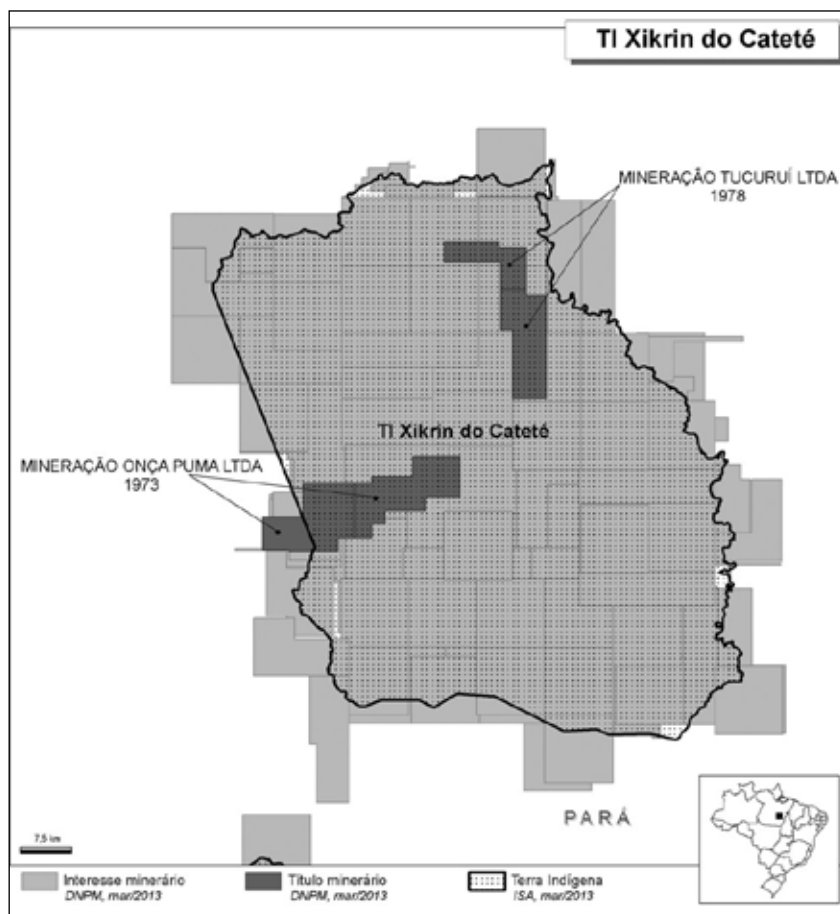 TI Xikrin do Cateté
MINERAÇÃO TUCURUÍ LTDA
1978
TI Xikrin do Cateté
MINERAÇÃO ONÇA PUMA LTDA
1973
PARÁ
7,5 km
Interesse minerário
DNPM, mar/2013
Título minerário
DNPM, mar/2013
Terra Indígena
ISA, mar/2013